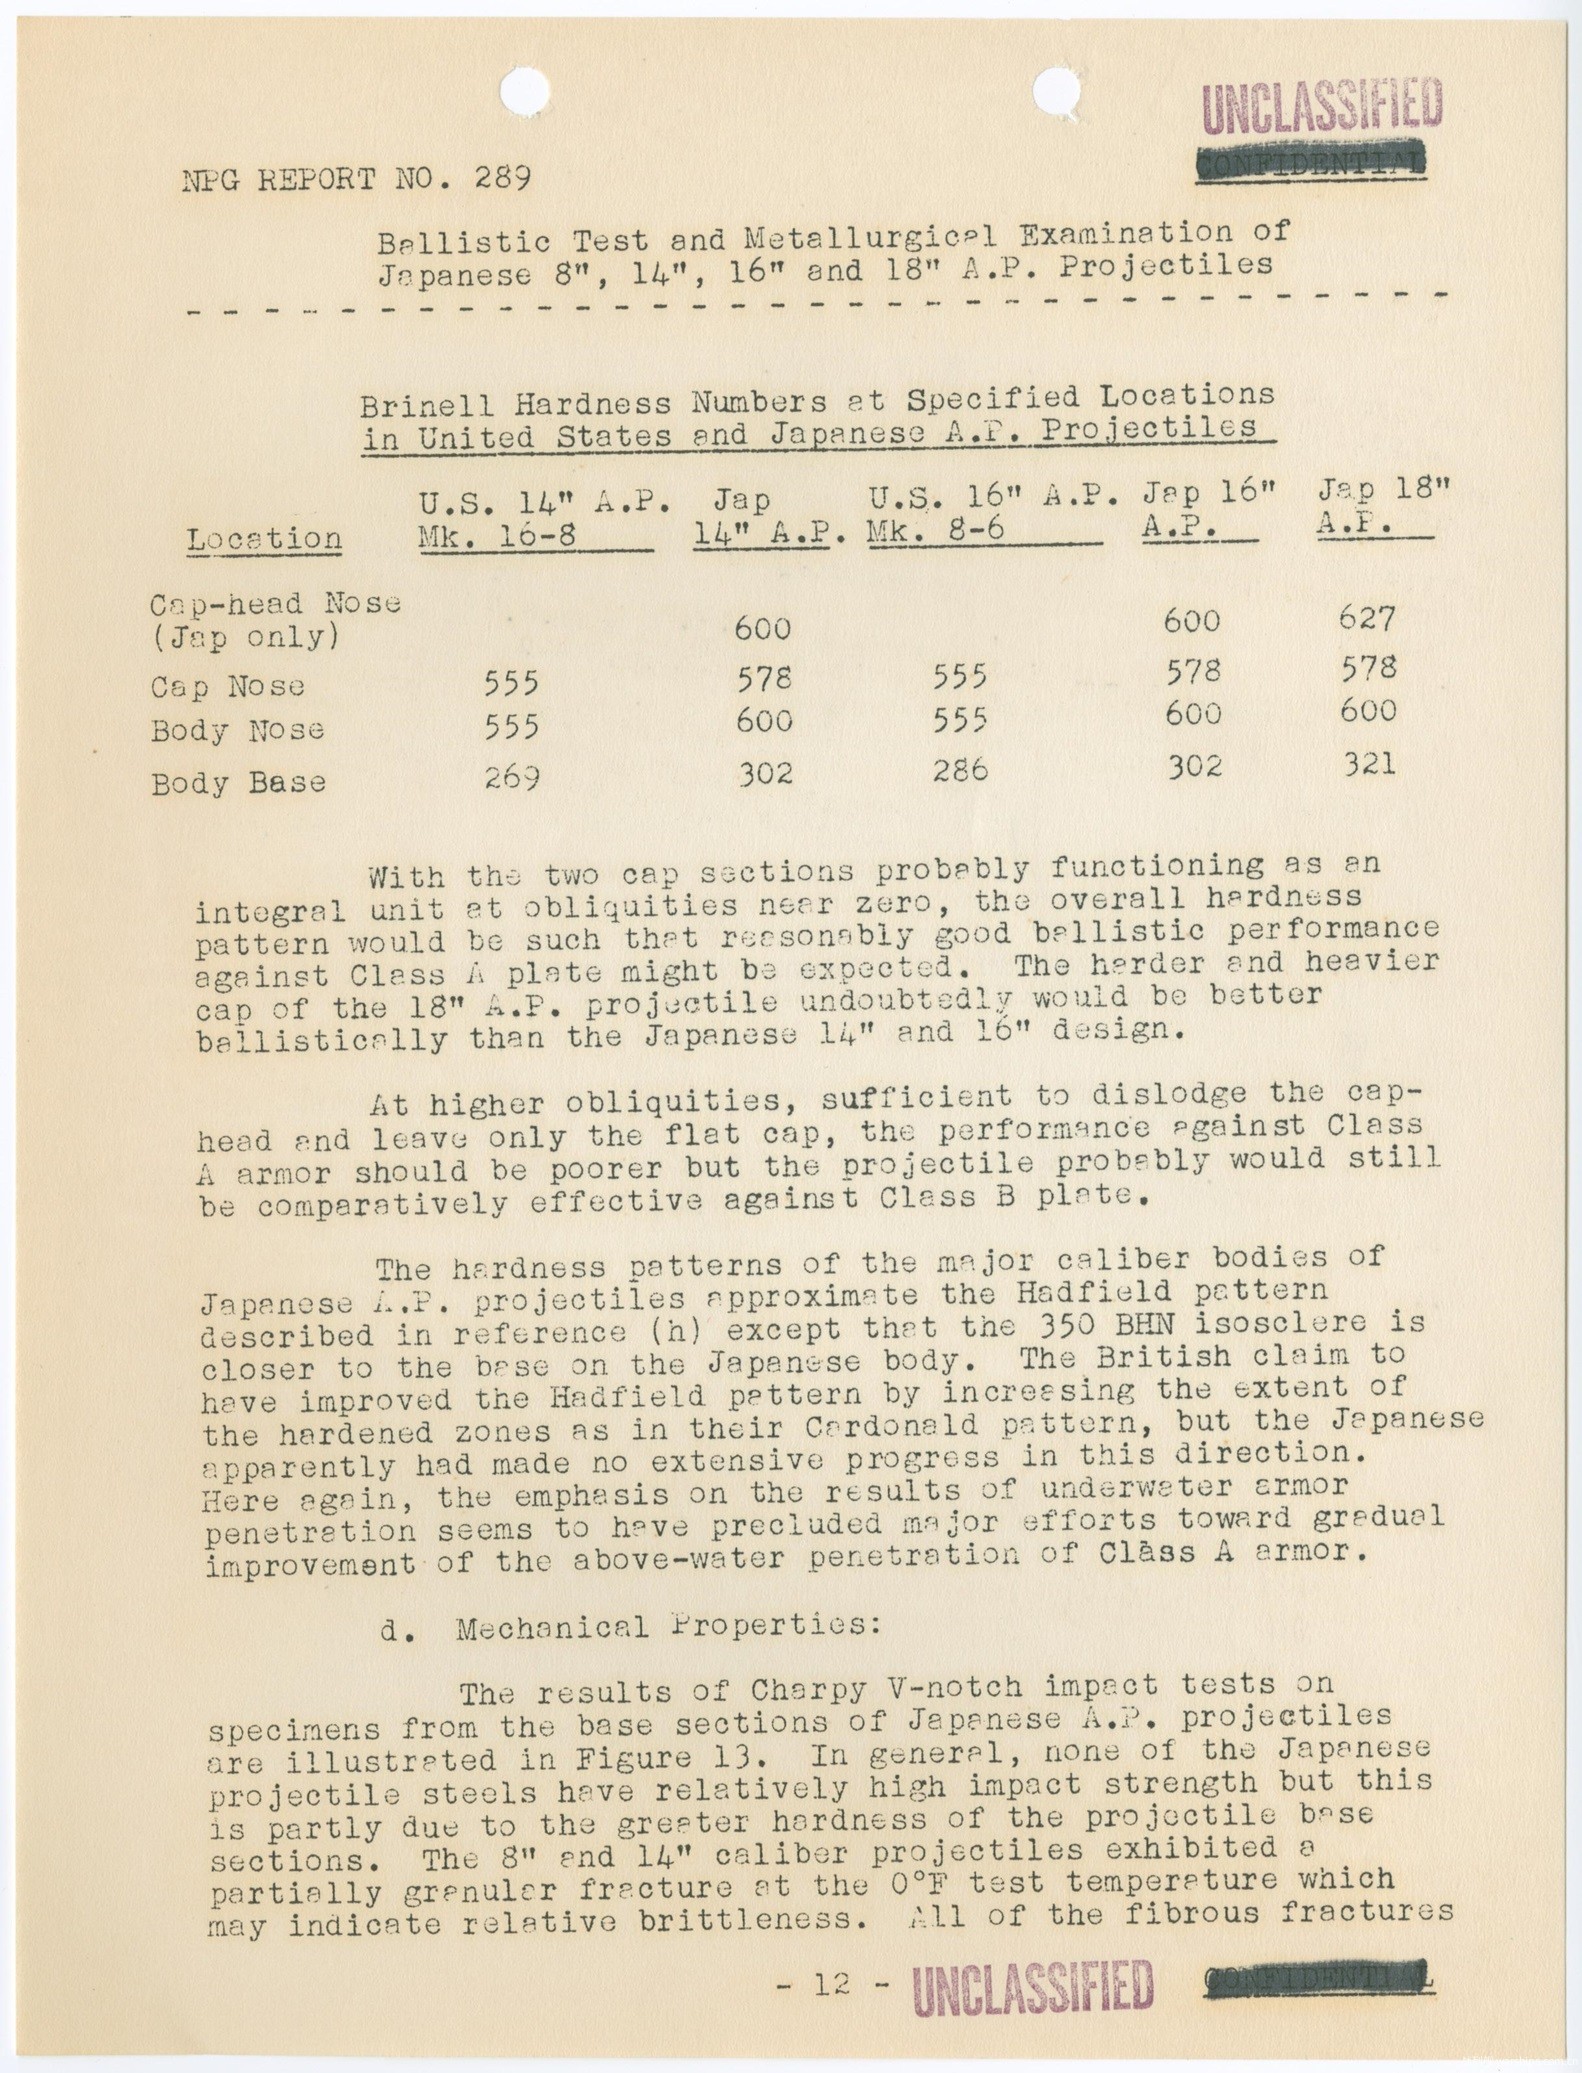 UNCLASSIFIED
CONFIDENTIAL
NPG REPORT NO. 289
Ballistic Test and Metallurgical Examination of
Japanese 8", 14", 16" and 18" A.P. Projectiles
- - - - - - - - - - - - - - - - - - - - - - - - - - - - - - - - -
Brinell Hardness Numbers at Specified Locations
in United States and Japanese A.P. Projectiles
U.S. 14" A.P. Jap U.S. 16" A.P. Jap 16" Jap 18"
Location Mk. 16-8 14" A.P. Mk. 8-6 A.P. A.P.
Cap-head Nose
(Jap only) 600 600 627
Cap Nose 555 578 555 578 578
Body Nose 555 600 555 600 600
Body Base 269 302 286 302 321
With the two cap sections probably functioning as an
integral unit at obliquities near zero, the overall hardness
pattern would be such that reasonably good ballistic performance
against Class A plate might be expected. The harder and heavier
cap of the 18" A.P. projectile undoubtedly would be better
ballistically than the Japanese 14" and 16" design.
At higher obliquities, sufficient to dislodge the cap-
head and leave only the flat cap, the performance against Class
A armor should be poorer but the projectile probably would still
be comparatively effective against Class B plate.
The hardness patterns of the major caliber bodies of
Japanese A.P. projectiles approximate the Hadfield pattern
described in reference (h) except that the 350 BHN isosclere is
closer to the base on the Japanese body. The British claim to
have improved the Hadfield pattern by increasing the extent of
the hardened zones as in their Cardonald pattern, but the Japanese
apparently had made no extensive progress in this direction.
Here again, the emphasis on the results of underwater armor
penetration seems to have precluded major efforts toward gradual
improvement of the above-water penetration of Class A armor.
d. Mechanical Properties:
The results of Charpy V-notch impact tests on
specimens from the base sections of Japanese A.P. projectiles
are illustrated in Figure 13. In general, none of the Japanese
projectile steels have relatively high impact strength but this
is partly due to the greater hardness of the projectile base
sections. The 8" and 14" caliber projectiles exhibited a
partially granular fracture at the 0°F test temperature which
may indicate relative brittleness. All of the fibrous fractures
- 12 - UNCLASSIFIED CONFIDENTIAL